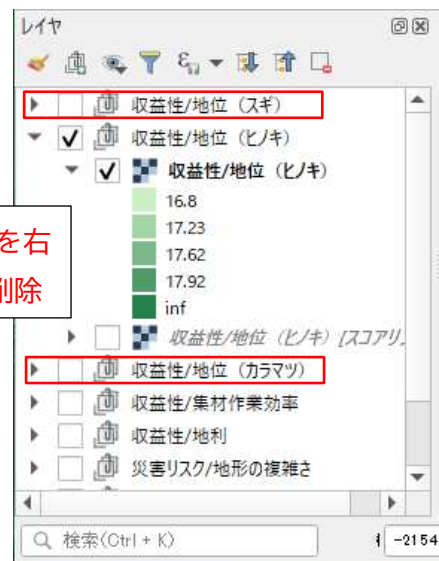 レイヤ
収益性/地位（スギ）
収益性/地位（ヒノキ）
収益性/地位（ヒノキ）
16.8
17.23
を右
17.62
17.92
削除
inf
収益性/地位（ヒノキ）[スコアリ
収益性/地位（カラマツ）
収益性/集材作業効率
収益性/地利
災害リスク/地形の複雑さ
検索(Ctrl + K)
-2154